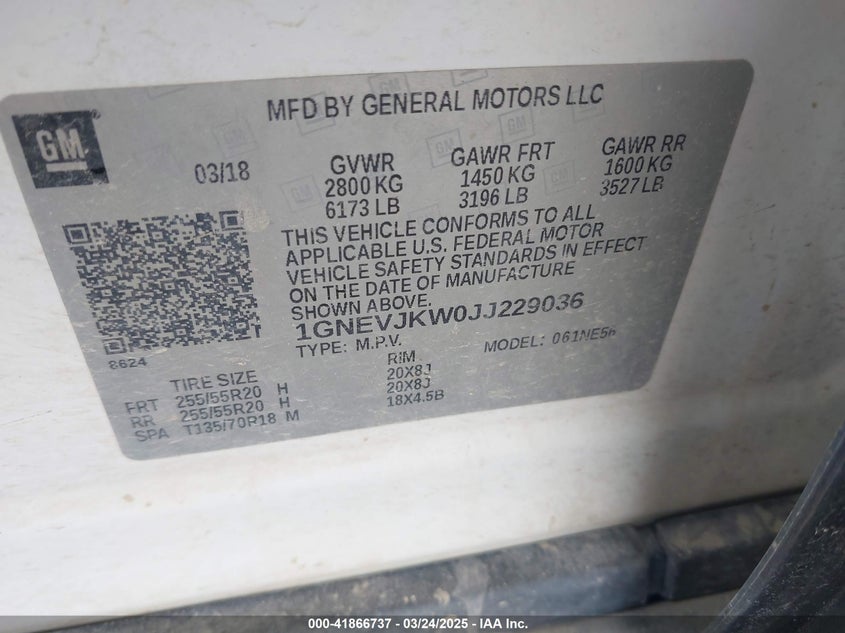 MFD BY GENERAL MOTORS LLC
GM
03/18
GVWR
2800 KG
6173 LB
GAWR FRT
1450 KG
3196 LB
GAWR RR
1600 KG
3527 LB
THIS VEHICLE CONFORMS TO ALL
APPLICABLE U.S. FEDERAL MOTOR
VEHICLE SAFETY STANDARDS IN EFFECT
ON THE DATE OF MANUFACTURE
SHOWN ABOVE.
1GNEVJKW0JJ229036
TYPE: M.P.V.
MODEL:
8624
TIRE SIZE
RIM
FRT 255/55R20 H 20X8J
RR 255/55R20 H 20X8J
SPA T135/70R18 M 18X4.5B
000-41866737 - 03/24/2025 - IAA Inc.